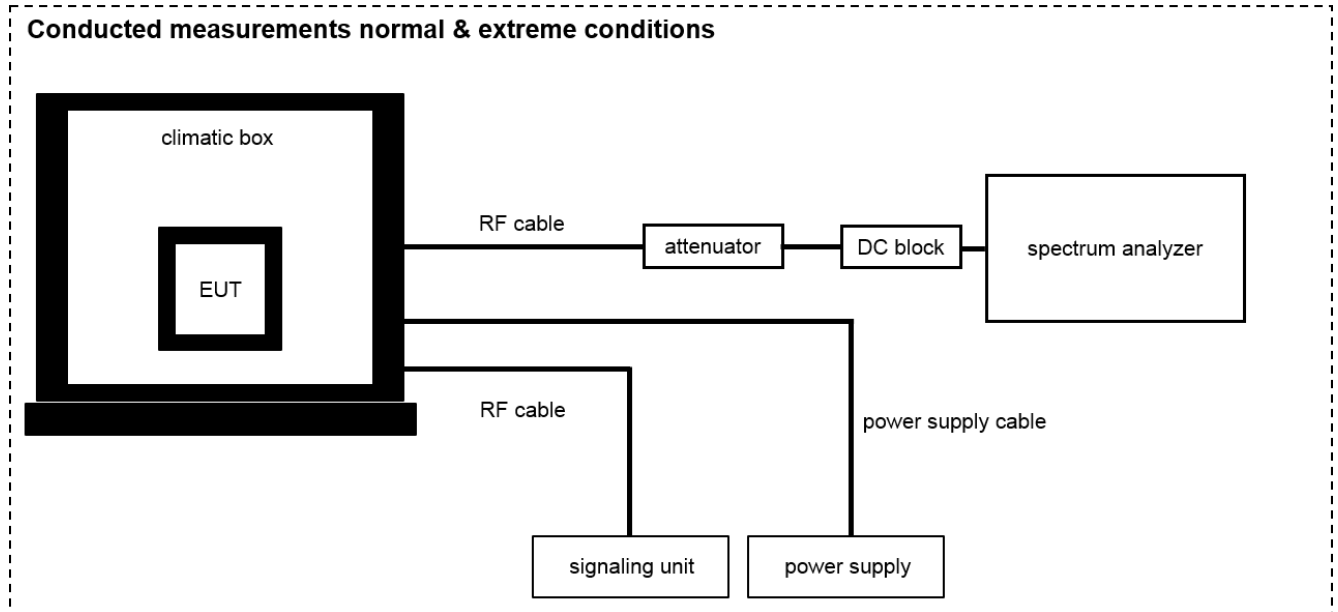 Conducted measurements normal & extreme conditions
climatic box
RF cable
attenuator
DC block
spectrum analyzer
EUT
RF cable
power supply cable
signaling unit
power supply